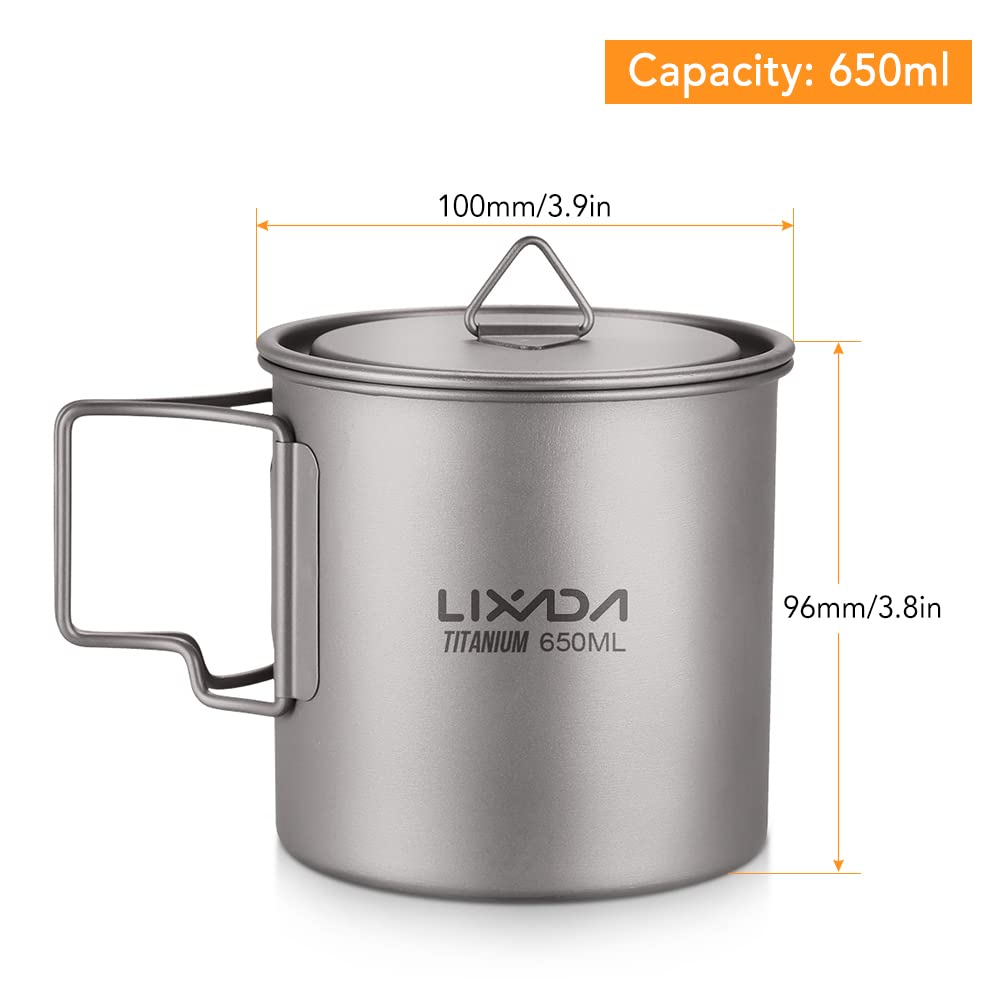 Capacity: 650ml
100mm/3.9in
96mm/3.8in
LIXADA
TITANIUM 650ML